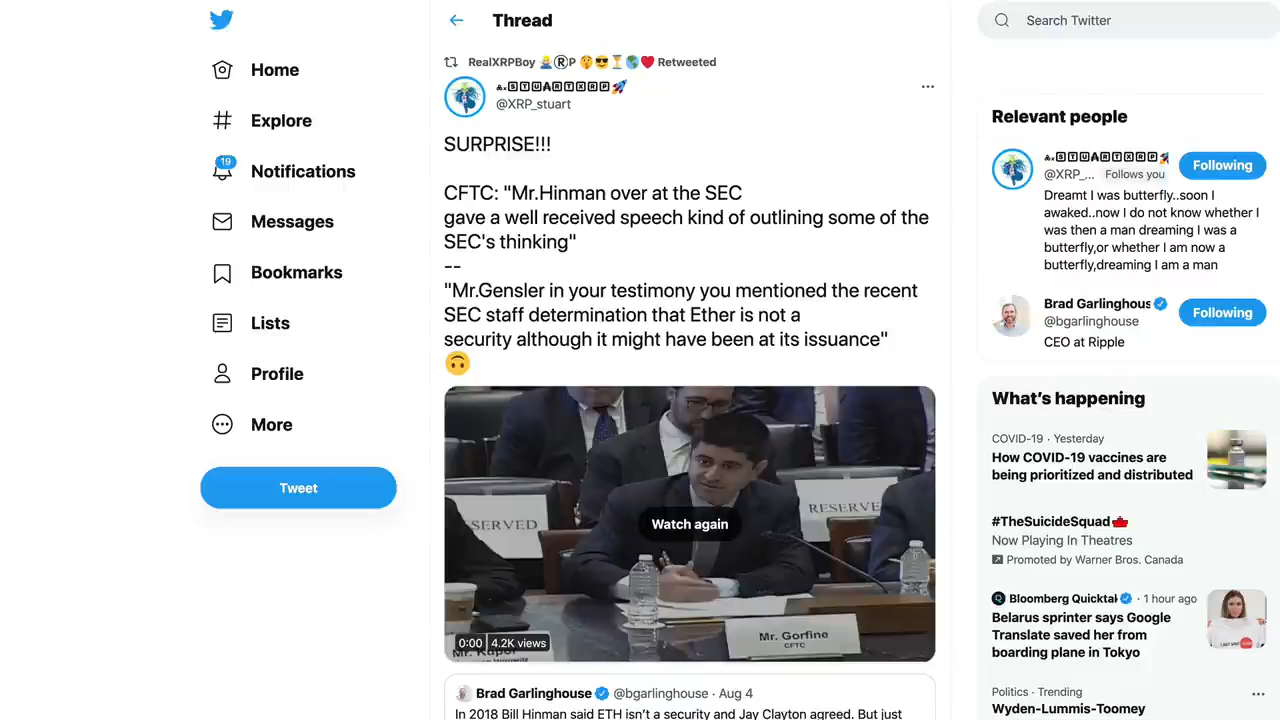 Home
Explore
19
Notifications
Messages
Bookmarks
Lists
Profile
More
Tweet
Thread
RealXRPBoy 🤷‍♂️ⓇP 🤫😎⏳🌎❤️ Retweeted
🆂🆃🆄🅰🆁🆃🆇🆁🅿🚀
@XRP_stuart
SURPRISE!!!
CFTC: "Mr.Hinman over at the SEC
gave a well received speech kind of outlining some of the
SEC's thinking"
--
"Mr.Gensler in your testimony you mentioned the recent
SEC staff determination that Ether is not a
security although it might have been at its issuance"
🙃
SERVED
RESERVE
Watch again
Mr. Gorfine
CFTC
0:00 4.2K views
Brad Garlinghouse @bgarlinghouse · Aug 4
In 2018 Bill Hinman said ETH isn't a security and Jay Clayton agreed. But just
Search Twitter
Relevant people
🆂🆃🆄🅰🆁🆃🆇🆁🅿🚀
@XRP_... Follows you
Following
Dreamt I was butterfly..soon I
awaked..now I do not know whether I
was then a man dreaming I was a
butterfly,or whether I am now a
butterfly,dreaming I am a man
Brad Garlinghous
@bgarlinghouse
Following
CEO at Ripple
What's happening
COVID-19 · Yesterday
How COVID-19 vaccines are
being prioritized and distributed
#TheSuicideSquad
Now Playing In Theatres
Promoted by Warner Bros. Canada
Bloomberg Quicktak · 1 hour ago
Belarus sprinter says Google
Translate saved her from
boarding plane in Tokyo
Politics · Trending
Wyden-Lummis-Toomey